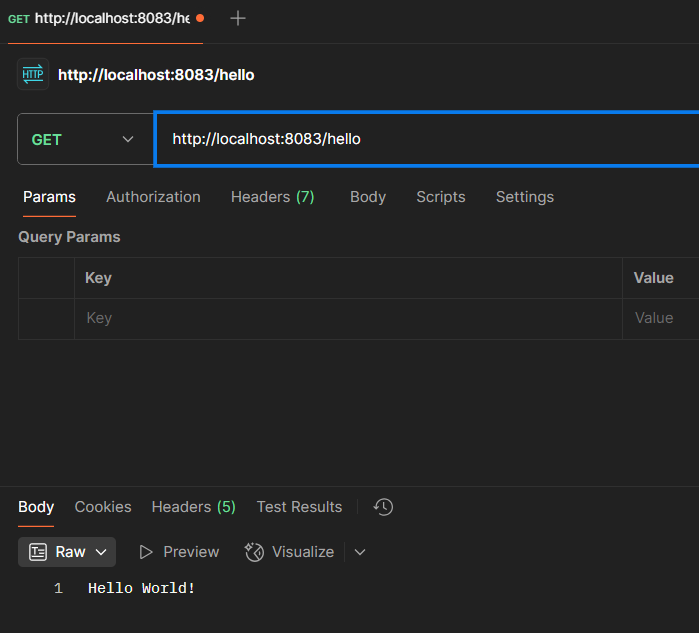 GET http://localhost:8083/he
HTTP http://localhost:8083/hello
GET http://localhost:8083/hello
Params Authorization Headers (7) Body Scripts Settings
Query Params
Key Value
Key Value
Body Cookies Headers (5) Test Results
Raw Preview Visualize
1 Hello World!